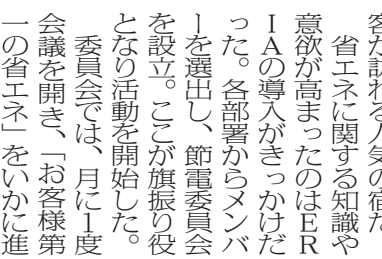 客が訪れる人気の宿だ
　省エネに関する知識や
意欲が高まったのはＥＲ
ＩＡの導入がきっかけだ
った。各部署からメンバ
ーを選出し、節電委員会
を設立。ここが旗振り役
となり活動を開始した。
　委員会では、月に１度
会議を開き、「お客様第
一の省エネ」をいかに進